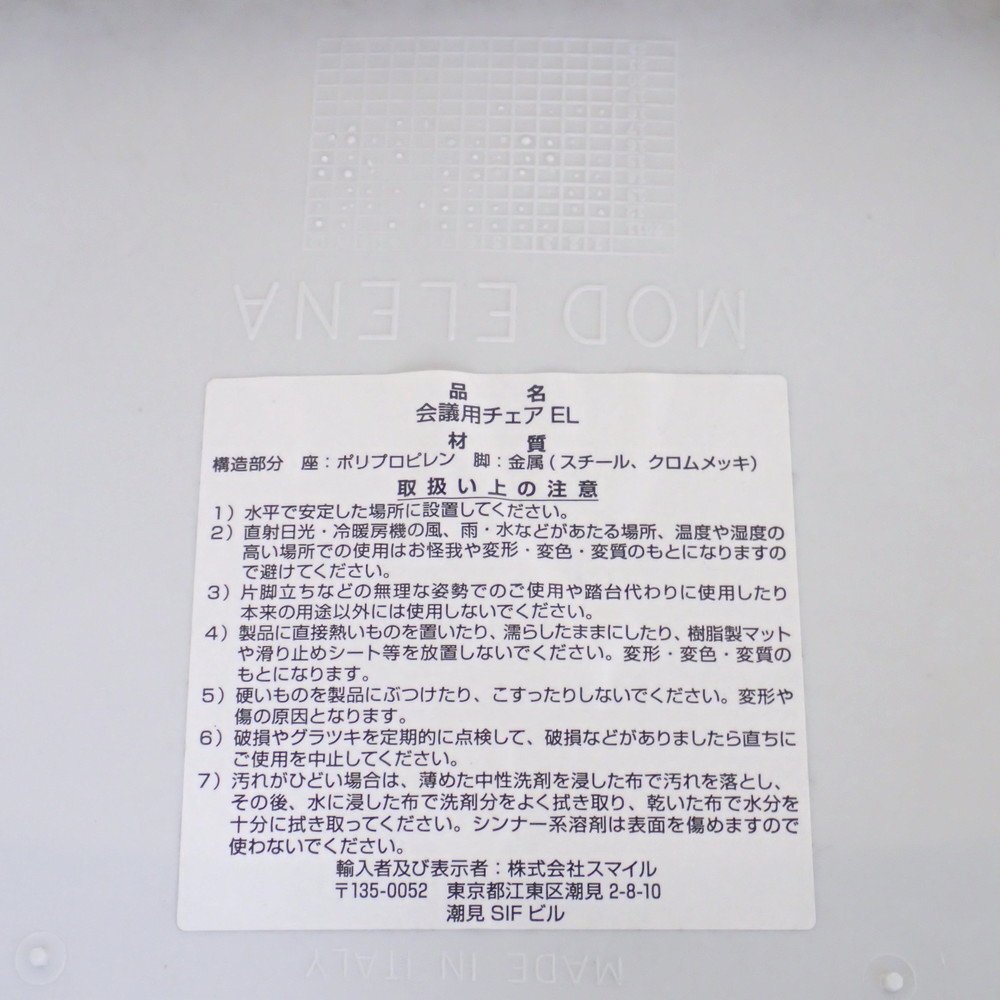 MOD ELENA
品 名
会議用チェア EL
材 質
構造部分 座：ポリプロピレン 脚：金属(スチール、クロムメッキ)
取扱い上の注意
1）水平で安定した場所に設置してください。
2）直射日光・冷暖房機の風、雨・水などがあたる場所、温度や湿度の
高い場所での使用はお怪我や変形・変色・変質のもとになりますの
で避けてください。
3）片脚立ちなどの無理な姿勢でのご使用や踏台代わりに使用したり
本来の用途以外には使用しないでください。
4）製品に直接熱いものを置いたり、濡らしたままにしたり、樹脂製マット
や滑り止めシート等を放置しないでください。変形・変色・変質の
もとになります。
5）硬いものを製品にぶつけたり、こすったりしないでください。変形や
傷の原因となります。
6）破損やグラツキを定期的に点検して、破損などがありましたら直ちに
ご使用を中止してください。
7）汚れがひどい場合は、薄めた中性洗剤を浸した布で汚れを落とし、
その後、水に浸した布で洗剤分をよく拭き取り、乾いた布で水分を
十分に拭き取ってください。シンナー系溶剤は表面を傷めますので
使わないでください。
輸入者及び表示者：株式会社スマイル
〒135-0052 東京都江東区潮見 2-8-10
潮見 SIF ビル
MADE IN ITALY